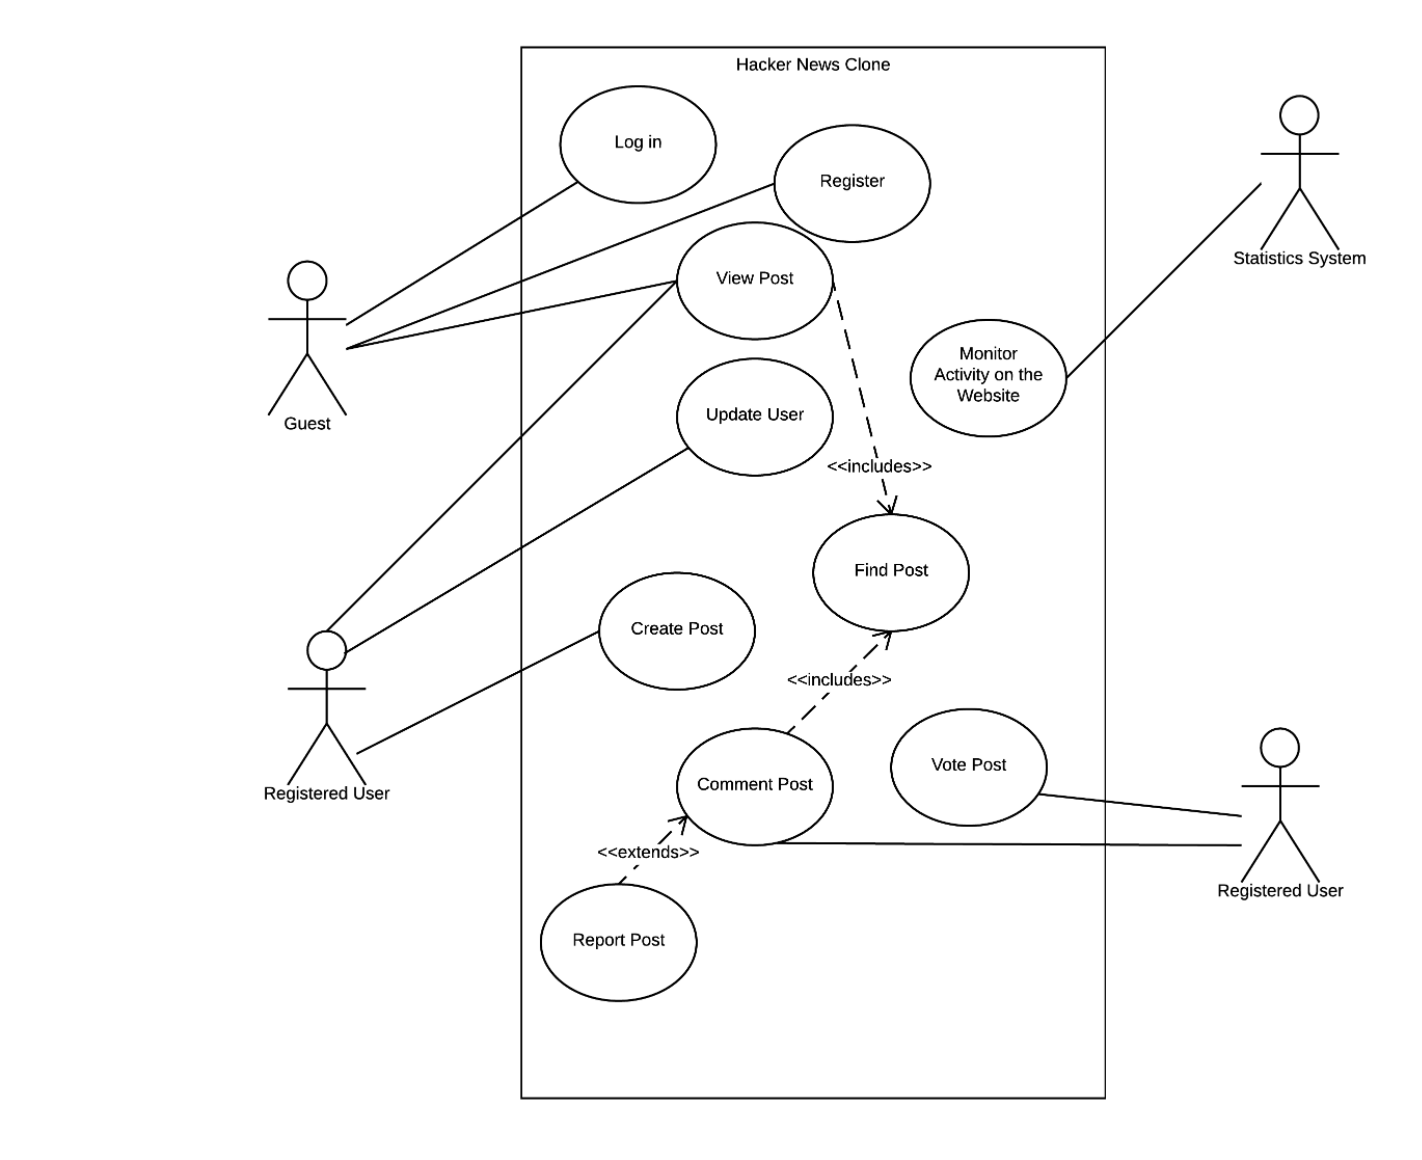 Hacker News Clone
Log in
Register
View Post
Statistics System
Monitor
Activity on the
Website
Guest
Update User
<<includes>>
Find Post
Create Post
<<includes>>
Vote Post
Comment Post
Registered User
<<extends>>
Registered User
Report Post